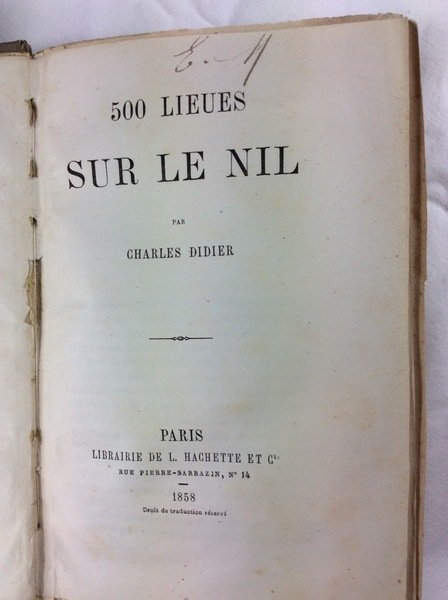 E. M
500 LIEUES
SUR LE NIL
PAR
CHARLES DIDIER
PARIS
LIBRAIRIE DE L. HACHETTE ET Cie
RUE PIERRE-SARRAZIN, No 14
1858
Droit de traduction réservé